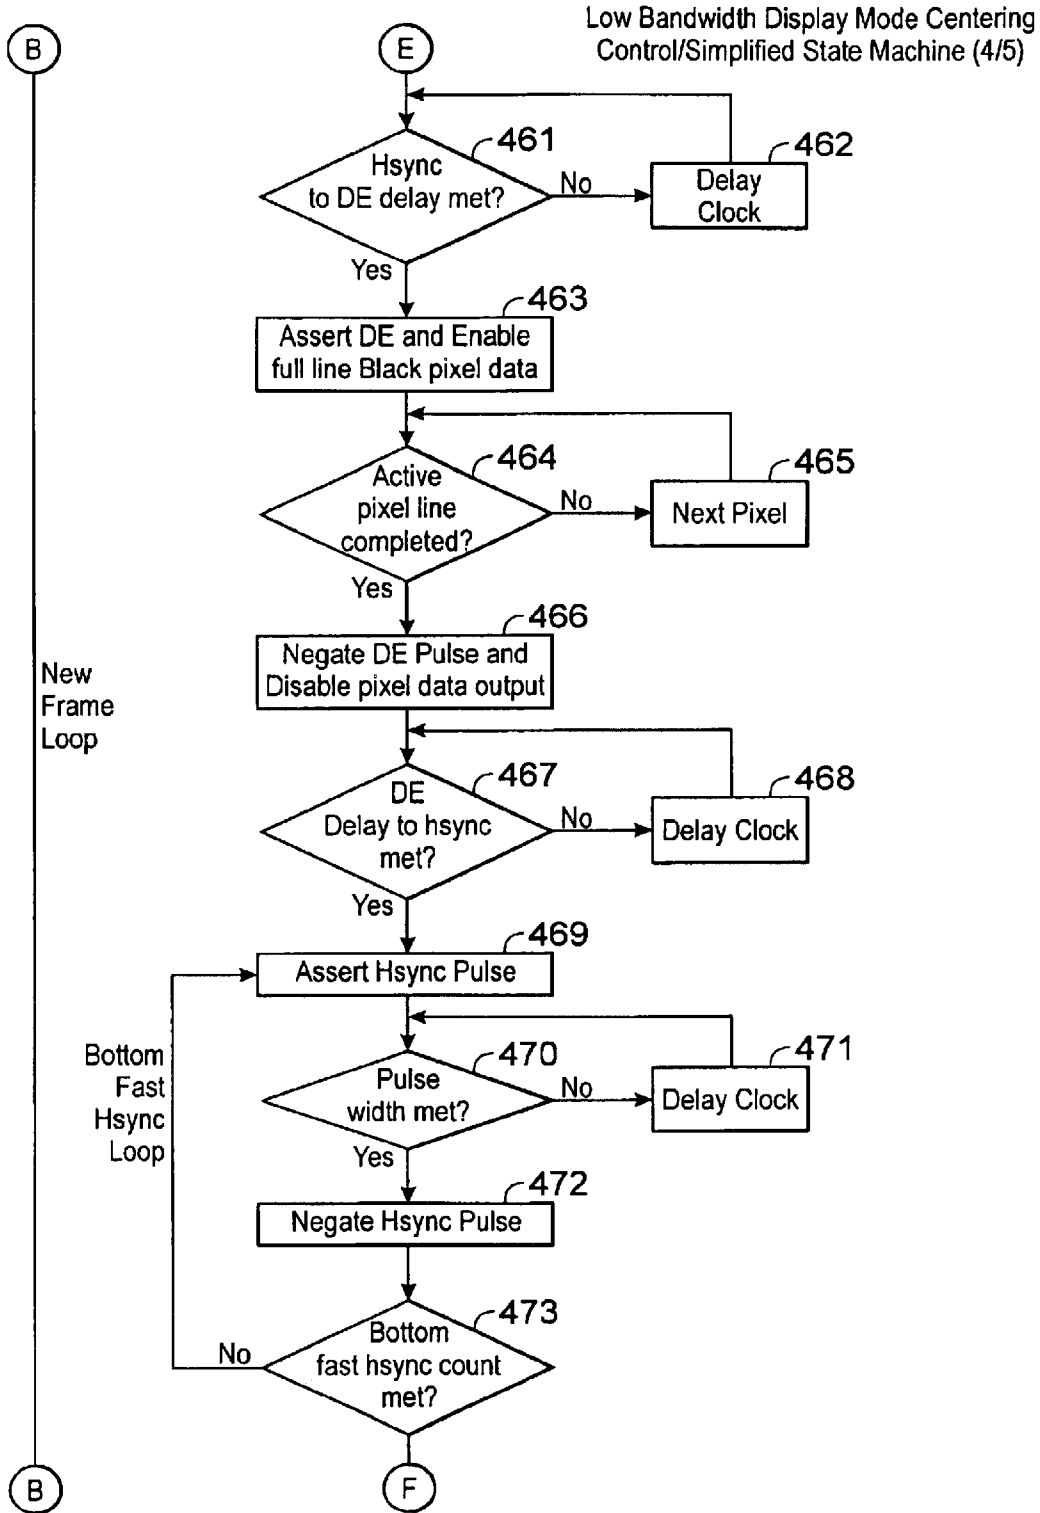 Low Bandwidth Display Mode Centering
Control/Simplified State Machine (4/5)
B
E
461
Hsync
to DE delay met?
No
462
Delay
Clock
Yes
463
Assert DE and Enable
full line Black pixel data
464
Active
pixel line
completed?
No
465
Next Pixel
Yes
466
Negate DE Pulse and
Disable pixel data output
New
Frame
Loop
467
DE
Delay to hsync
met?
No
468
Delay Clock
Yes
469
Assert Hsync Pulse
Bottom
Fast
Hsync
Loop
470
Pulse
width met?
No
471
Delay Clock
Yes
472
Negate Hsync Pulse
473
Bottom
fast hsync count
met?
No
B
F